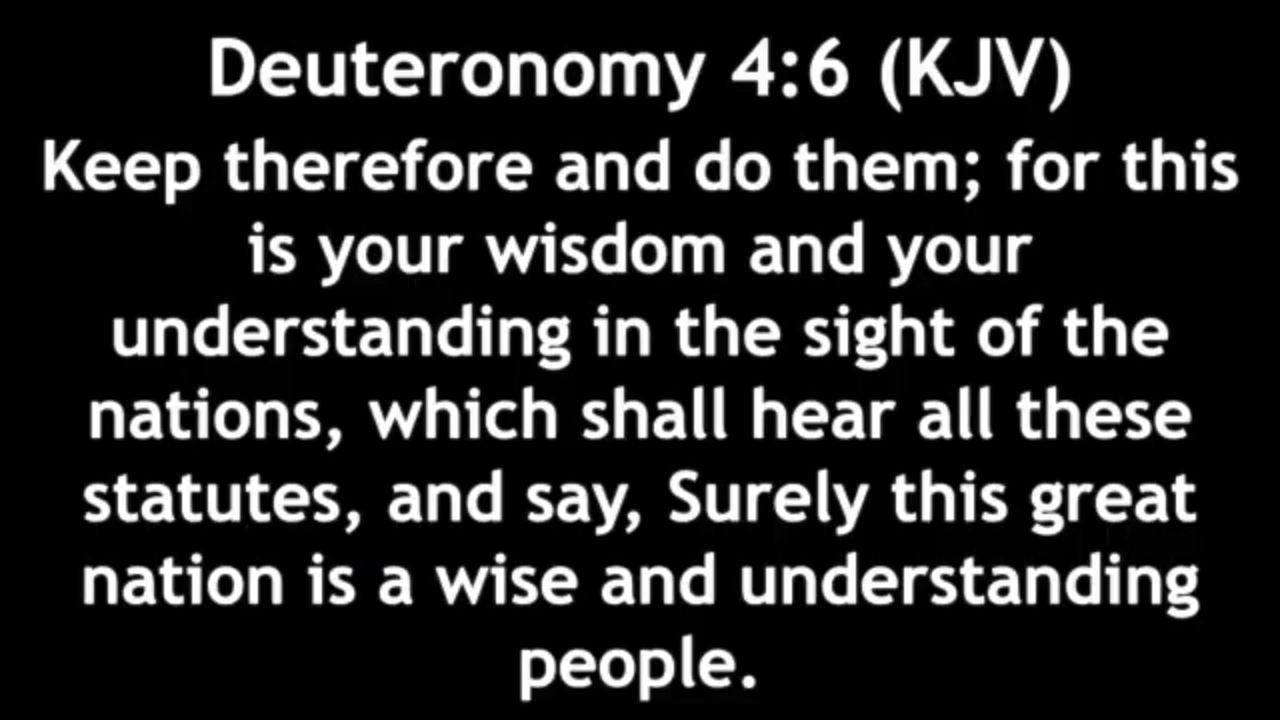 Deuteronomy 4:6 (KJV)
Keep therefore and do them; for this
is your wisdom and your
understanding in the sight of the
nations, which shall hear all these
statutes, and say, Surely this great
nation is a wise and understanding
people.